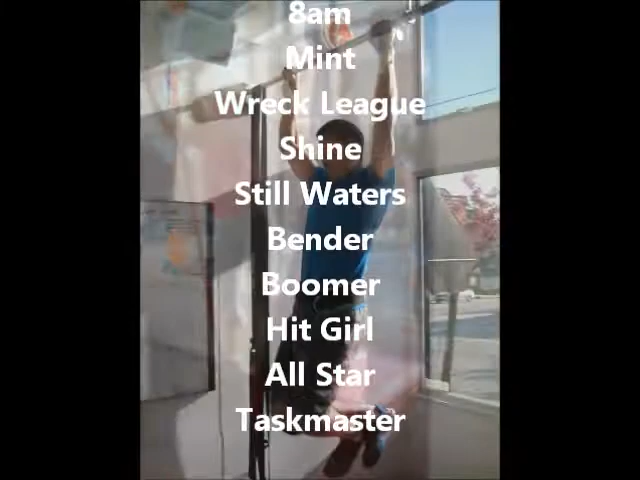 8am
Mint
Wreck League
Shine
Still Waters
Bender
Boomer
Hit Girl
All Star
Taskmaster